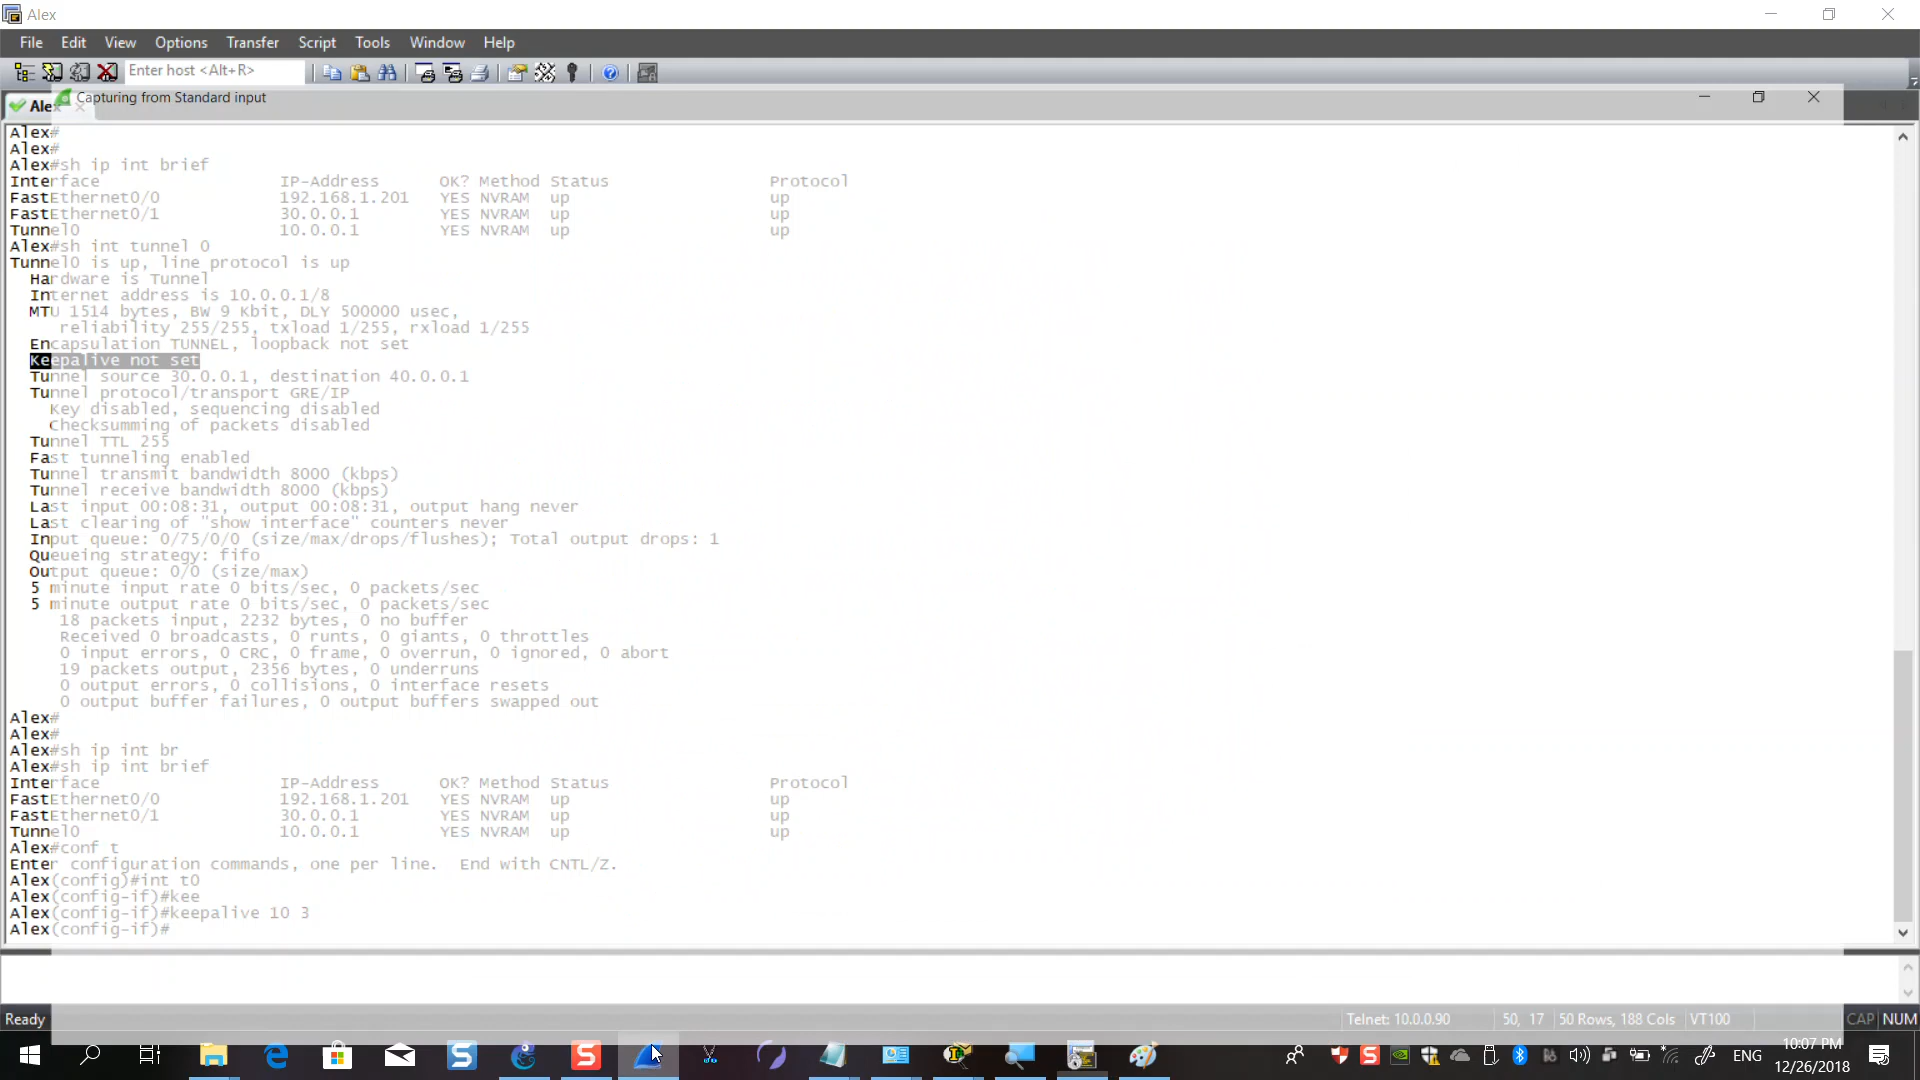 Alex
File Edit View Options Transfer Script Tools Window Help
Enter host <Alt+R>
Alex
Capturing from Standard input
Alex#
Alex#
Alex#sh ip int brief
Interface IP-Address OK? Method Status Protocol
FastEthernet0/0 192.168.1.201 YES NVRAM up up
FastEthernet0/1 30.0.0.1 YES NVRAM up up
Tunnel0 10.0.0.1 YES NVRAM up up
Alex#sh int tunnel 0
Tunnel0 is up, line protocol is up
Hardware is Tunnel
Internet address is 10.0.0.1/8
MTU 1514 bytes, BW 9 Kbit, DLY 500000 usec,
reliability 255/255, txload 1/255, rxload 1/255
Encapsulation TUNNEL, loopback not set
Keepalive not set
Tunnel source 30.0.0.1, destination 40.0.0.1
Tunnel protocol/transport GRE/IP
Key disabled, sequencing disabled
Checksumming of packets disabled
Tunnel TTL 255
Fast tunneling enabled
Tunnel transmit bandwidth 8000 (kbps)
Tunnel receive bandwidth 8000 (kbps)
Last input 00:08:31, output 00:08:31, output hang never
Last clearing of "show interface" counters never
Input queue: 0/75/0/0 (size/max/drops/flushes); Total output drops: 1
Queueing strategy: fifo
Output queue: 0/0 (size/max)
5 minute input rate 0 bits/sec, 0 packets/sec
5 minute output rate 0 bits/sec, 0 packets/sec
18 packets input, 2232 bytes, 0 no buffer
Received 0 broadcasts, 0 runts, 0 giants, 0 throttles
0 input errors, 0 CRC, 0 frame, 0 overrun, 0 ignored, 0 abort
19 packets output, 2356 bytes, 0 underruns
0 output errors, 0 collisions, 0 interface resets
0 output buffer failures, 0 output buffers swapped out
Alex#
Alex#
Alex#sh ip int br
Alex#sh ip int brief
Interface IP-Address OK? Method Status Protocol
FastEthernet0/0 192.168.1.201 YES NVRAM up up
FastEthernet0/1 30.0.0.1 YES NVRAM up up
Tunnel0 10.0.0.1 YES NVRAM up up
Alex#conf t
Enter configuration commands, one per line. End with CNTL/Z.
Alex(config)#int t0
Alex(config-if)#kee
Alex(config-if)#keepalive 10 3
Alex(config-if)#
Ready Telnet: 10.0.0.90 50, 17 50 Rows, 188 Cols VT100 CAP NUM
ENG
10:07 PM
12/26/2018